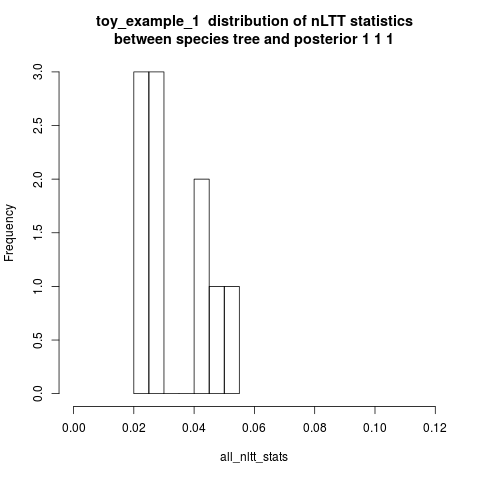 toy_example_1  distribution of nLTT statistics
between species tree and posterior 1 1 1
3.0
2.5
2.0
1.5
1.0
0.5
0.0
Frequency
0.00 0.02 0.04 0.06 0.08 0.10 0.12
all_nltt_stats